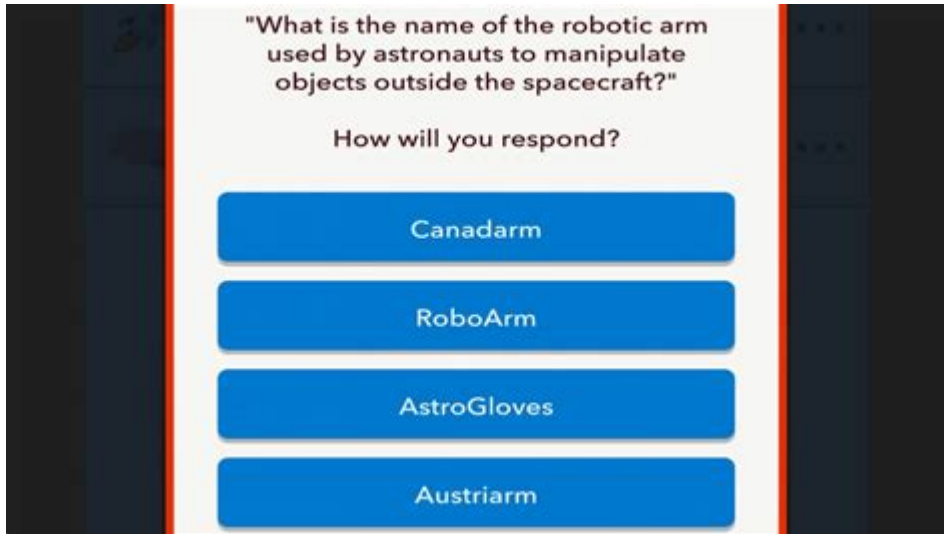 "What is the name of the robotic arm
used by astronauts to manipulate
objects outside the spacecraft?"
How will you respond?
Canadarm
RoboArm
AstroGloves
Austriarm